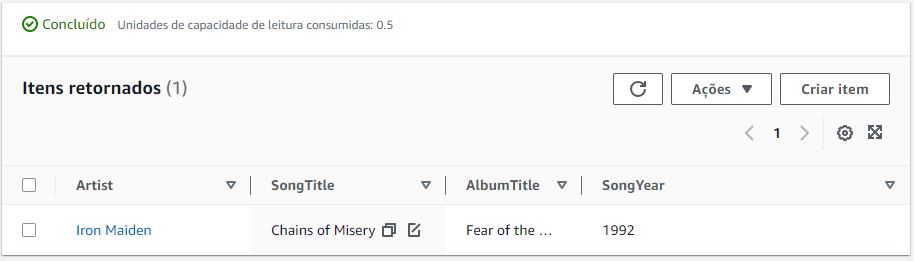 Concluído Unidades de capacidade de leitura consumidas: 0.5
Itens retornados (1)
Ações Criar item
1
Artist SongTitle AlbumTitle SongYear
Iron Maiden Chains of Misery Fear of the ... 1992